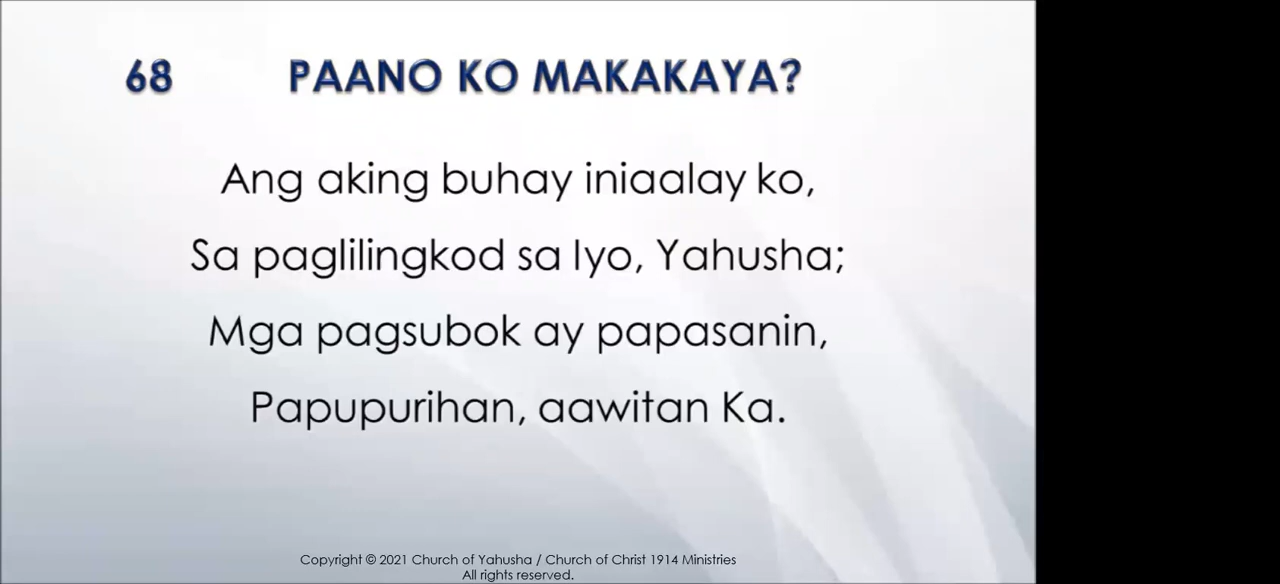 68 PAANO KO MAKAKAYA?
Ang aking buhay iniaalay ko,
Sa paglilingkod sa Iyo, Yahusha;
Mga pagsubok ay papasanin,
Papupurihan, aawitan Ka.
Copyright © 2021 Church of Yahusha / Church of Christ 1914 Ministries
All rights reserved.